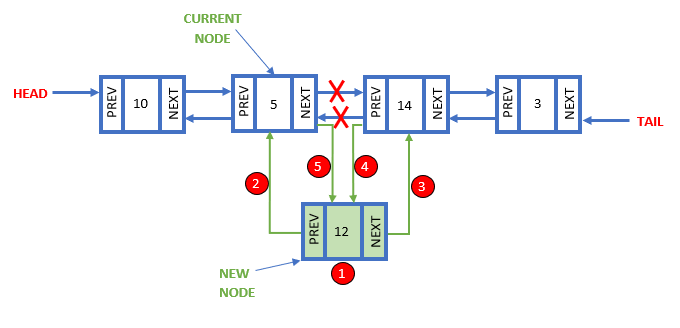 CURRENT
NODE
HEAD
PREV 10 NEXT
PREV 5 NEXT
PREV 14 NEXT
PREV 3 NEXT
TAIL
2
5
4
3
PREV 12 NEXT
1
NEW
NODE